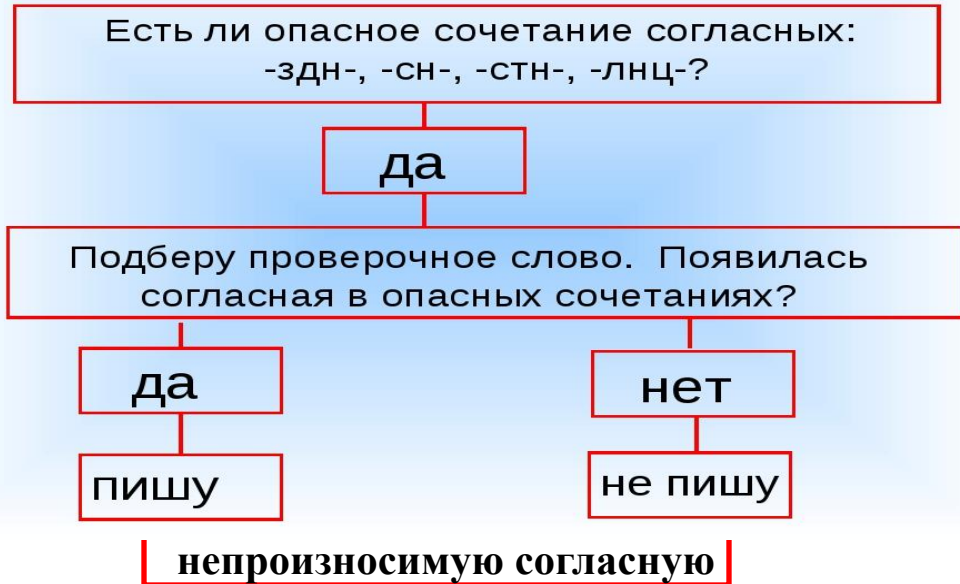 Есть ли опасное сочетание согласных:
-здн-, -сн-, -стн-, -лнц-?
да
Подберу проверочное слово. Появилась
согласная в опасных сочетаниях?
да
нет
пишу
не пишу
непроизносимую согласную